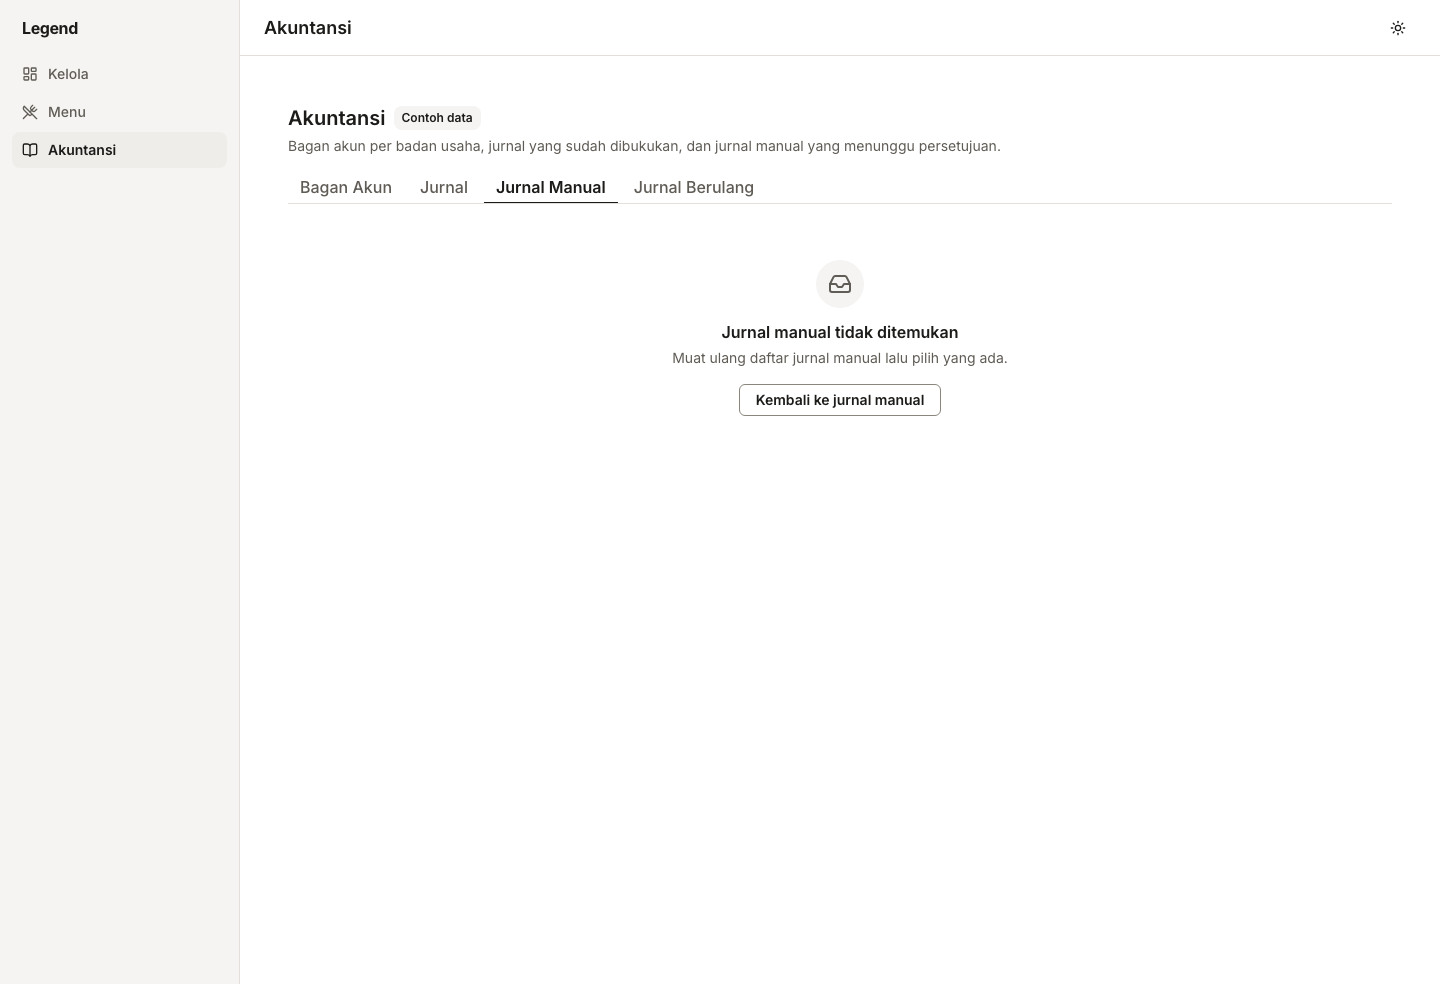 Legend
Akuntansi
Kelola
Menu
Akuntansi
Akuntansi Contoh data
Bagan akun per badan usaha, jurnal yang sudah dibukukan, dan jurnal manual yang menunggu persetujuan.
Bagan Akun Jurnal Jurnal Manual Jurnal Berulang
Jurnal manual tidak ditemukan
Muat ulang daftar jurnal manual lalu pilih yang ada.
Kembali ke jurnal manual